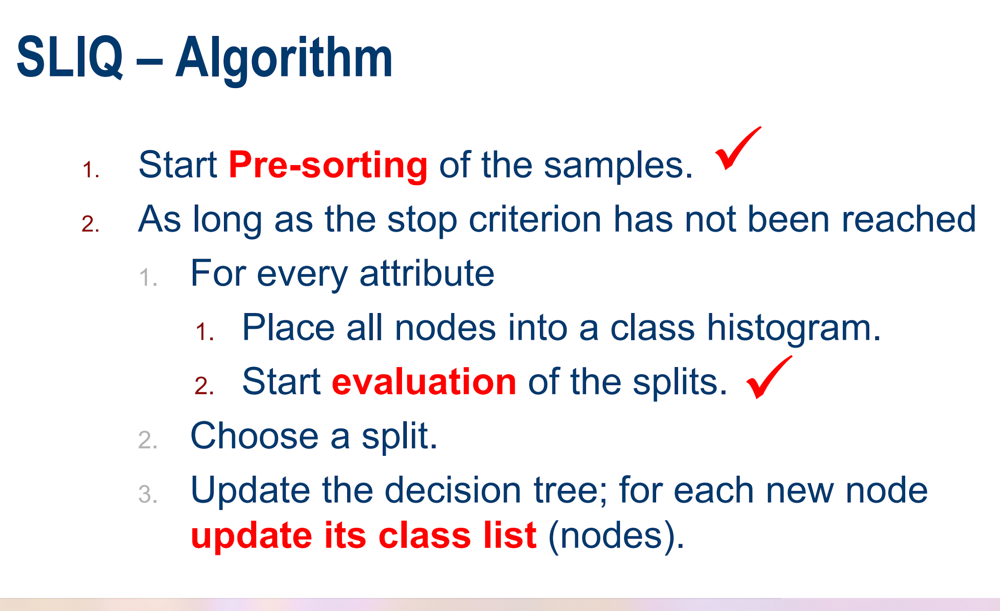 SLIQ – Algorithm
1. Start Pre-sorting of the samples.
2. As long as the stop criterion has not been reached
1. For every attribute
1. Place all nodes into a class histogram.
2. Start evaluation of the splits.
2. Choose a split.
3. Update the decision tree; for each new node
update its class list (nodes).